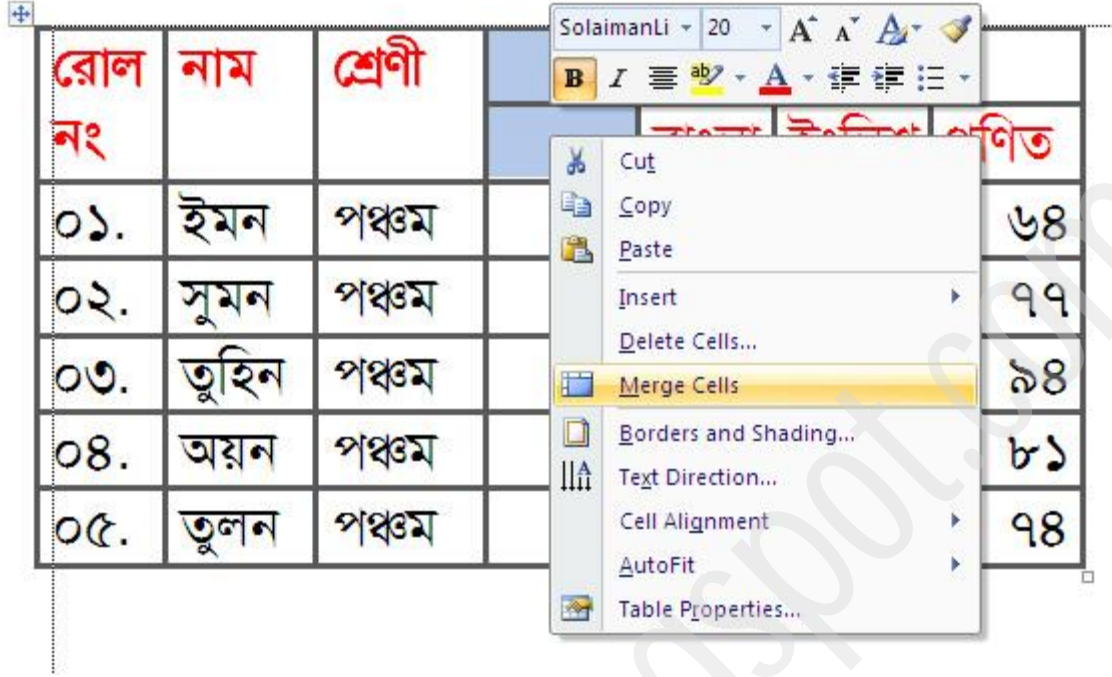 SolaimanLi 20
রোল নাম শ্রেণী
নং
গণিত
Cut
Copy
Paste
Insert
Delete Cells...
Merge Cells
Borders and Shading...
Text Direction...
Cell Alignment
AutoFit
Table Properties...
০১. ইমন পঞ্চম ৬৪
০২. সুমন পঞ্চম ৭৭
০৩. তুহিন পঞ্চম ৯৪
০৪. অয়ন পঞ্চম ৮১
০৫. তুলন পঞ্চম ৭৪